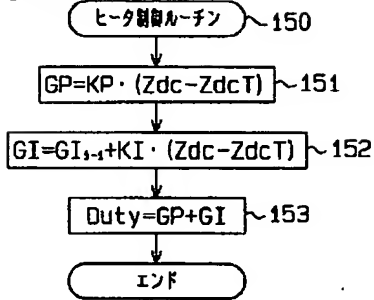 ヒータ制御ルーチン 150
GP=KP・(Zdc-ZdcT) 151
GI=GIi-1+KI・(Zdc-ZdcT) 152
Duty=GP+GI 153
エンド